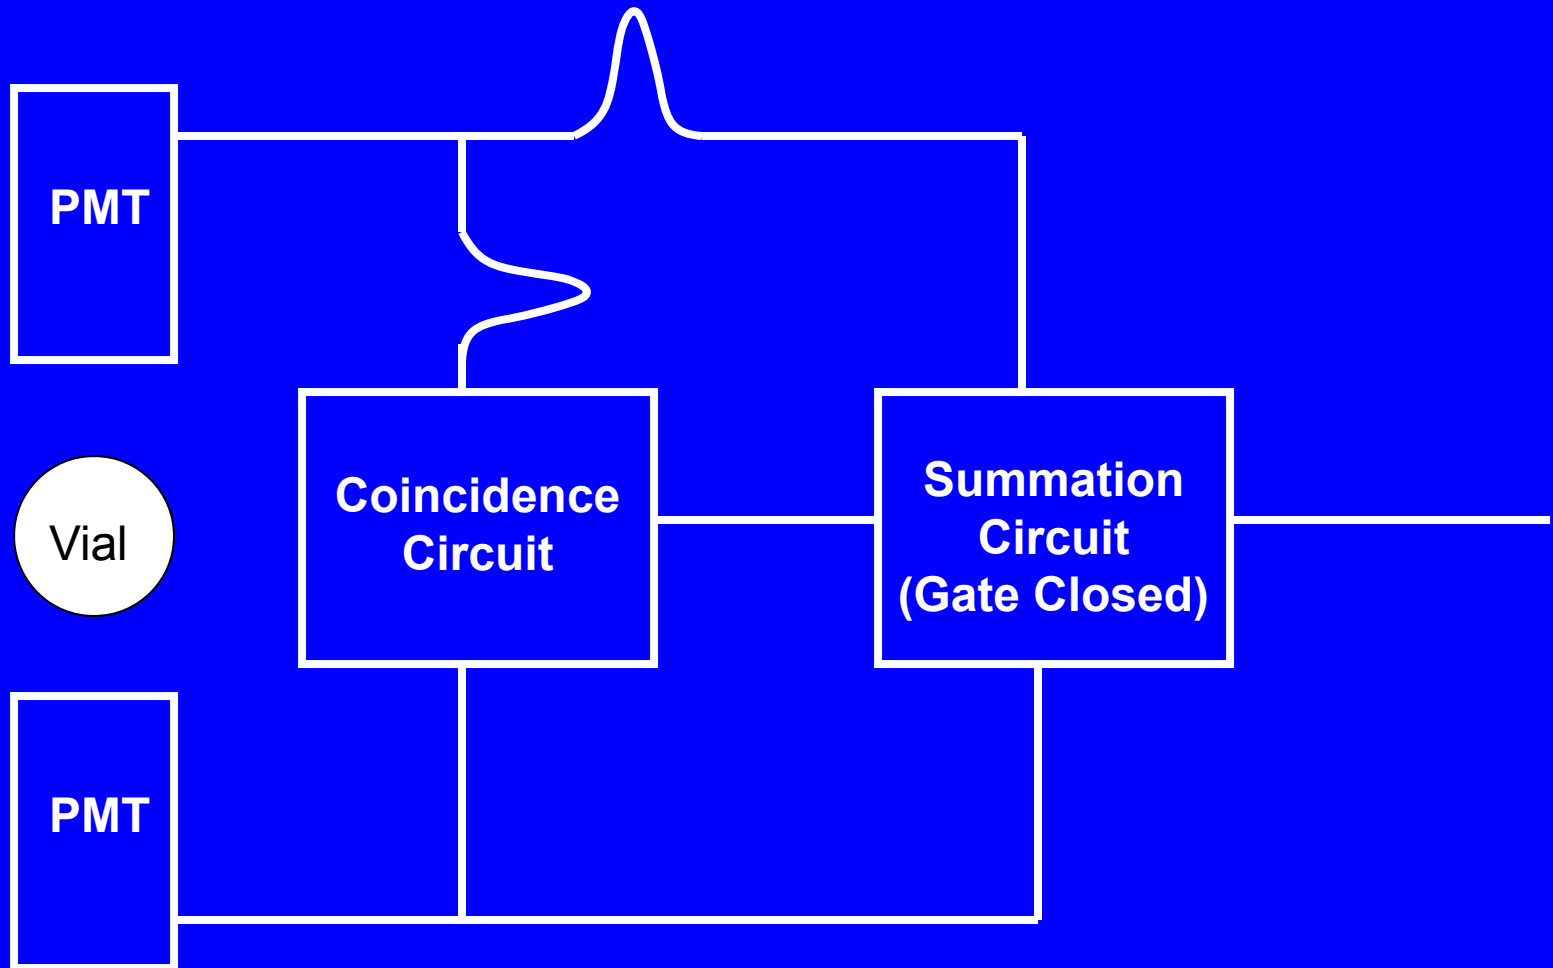 PMT
Coincidence
Circuit
Summation
Circuit
(Gate Closed)
Vial
PMT